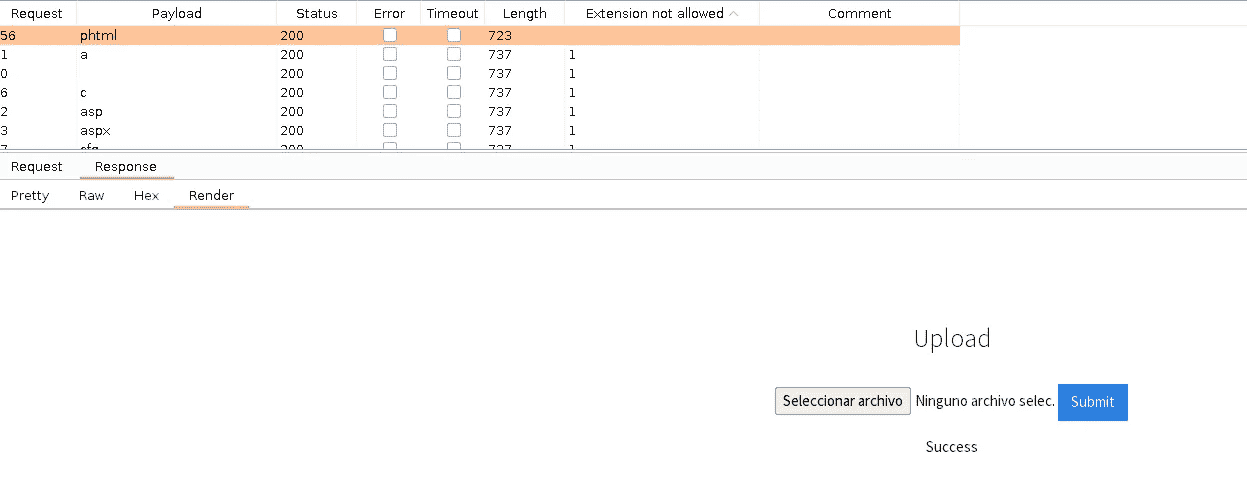 Request Payload Status Error Timeout Length Extension not allowed Comment
56 phtml 200 723
1 a 200 737 1
0 200 737 1
6 c 200 737 1
2 asp 200 737 1
3 aspx 200 737 1
7 cfg 200 737 1
Request Response
Pretty Raw Hex Render
Upload
Seleccionar archivo Ninguno archivo selec. Submit
Success